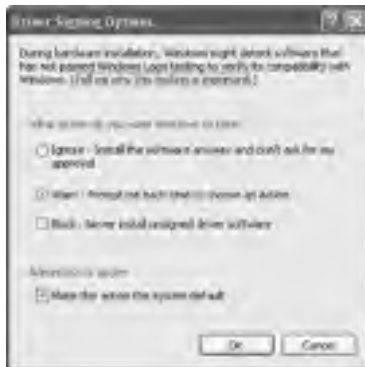 Driver Signing Options
During hardware installation, Windows might detect software that
has not passed Windows Logo testing to verify its compatibility with
Windows. (Tell me why this testing is important.)
What action do you want Windows to take?
Ignore - Install the software anyway and don't ask for my
approval
Warn - Prompt me each time to choose an action
Block - Never install unsigned driver software
Administrator option
Make this action the system default
OK
Cancel